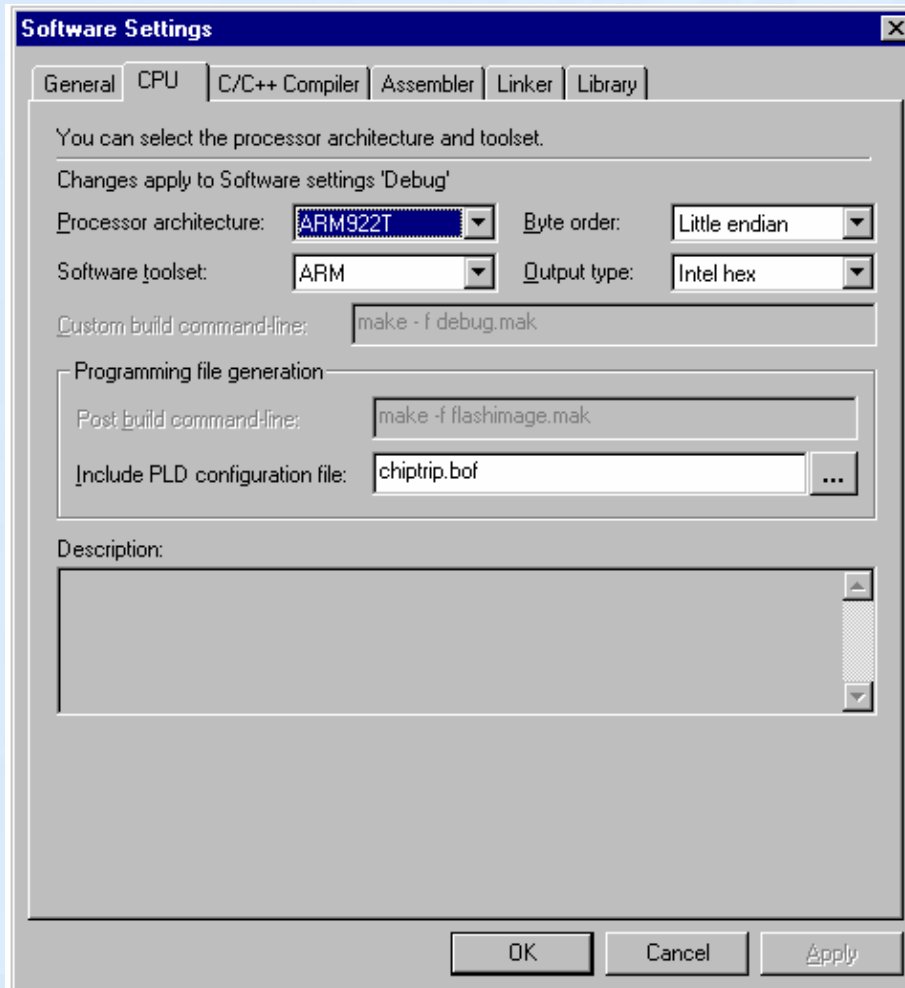 Software Settings
General CPU C/C++ Compiler Assembler Linker Library
You can select the processor architecture and toolset.
Changes apply to Software settings 'Debug'
Processor architecture: ARM922T Byte order: Little endian
Software toolset: ARM Output type: Intel hex
Custom build command-line: make - f debug.mak
Programming file generation
Post build command-line: make -f flashimage.mak
Include PLD configuration file: chiptrip.bof ...
Description:
OK Cancel Apply